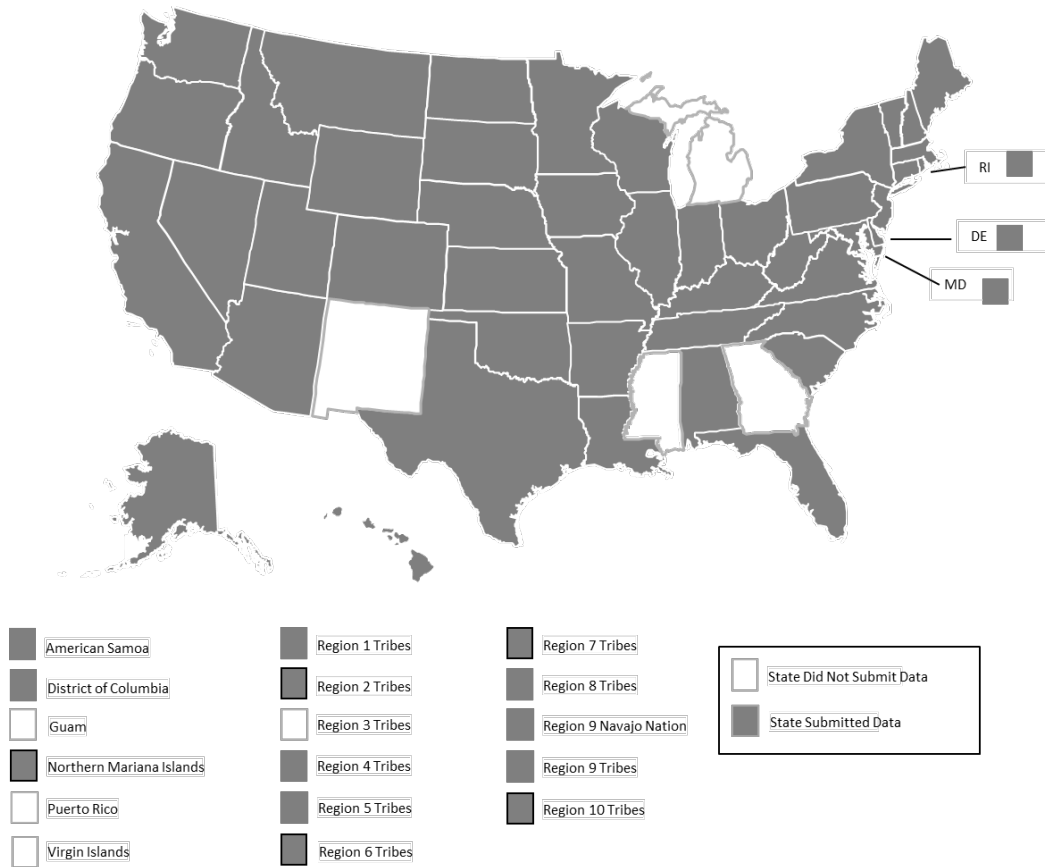 RI
DE
MD
American Samoa
District of Columbia
Guam
Northern Mariana Islands
Puerto Rico
Virgin Islands
Region 1 Tribes
Region 2 Tribes
Region 3 Tribes
Region 4 Tribes
Region 5 Tribes
Region 6 Tribes
Region 7 Tribes
Region 8 Tribes
Region 9 Navajo Nation
Region 9 Tribes
Region 10 Tribes
State Did Not Submit Data
State Submitted Data